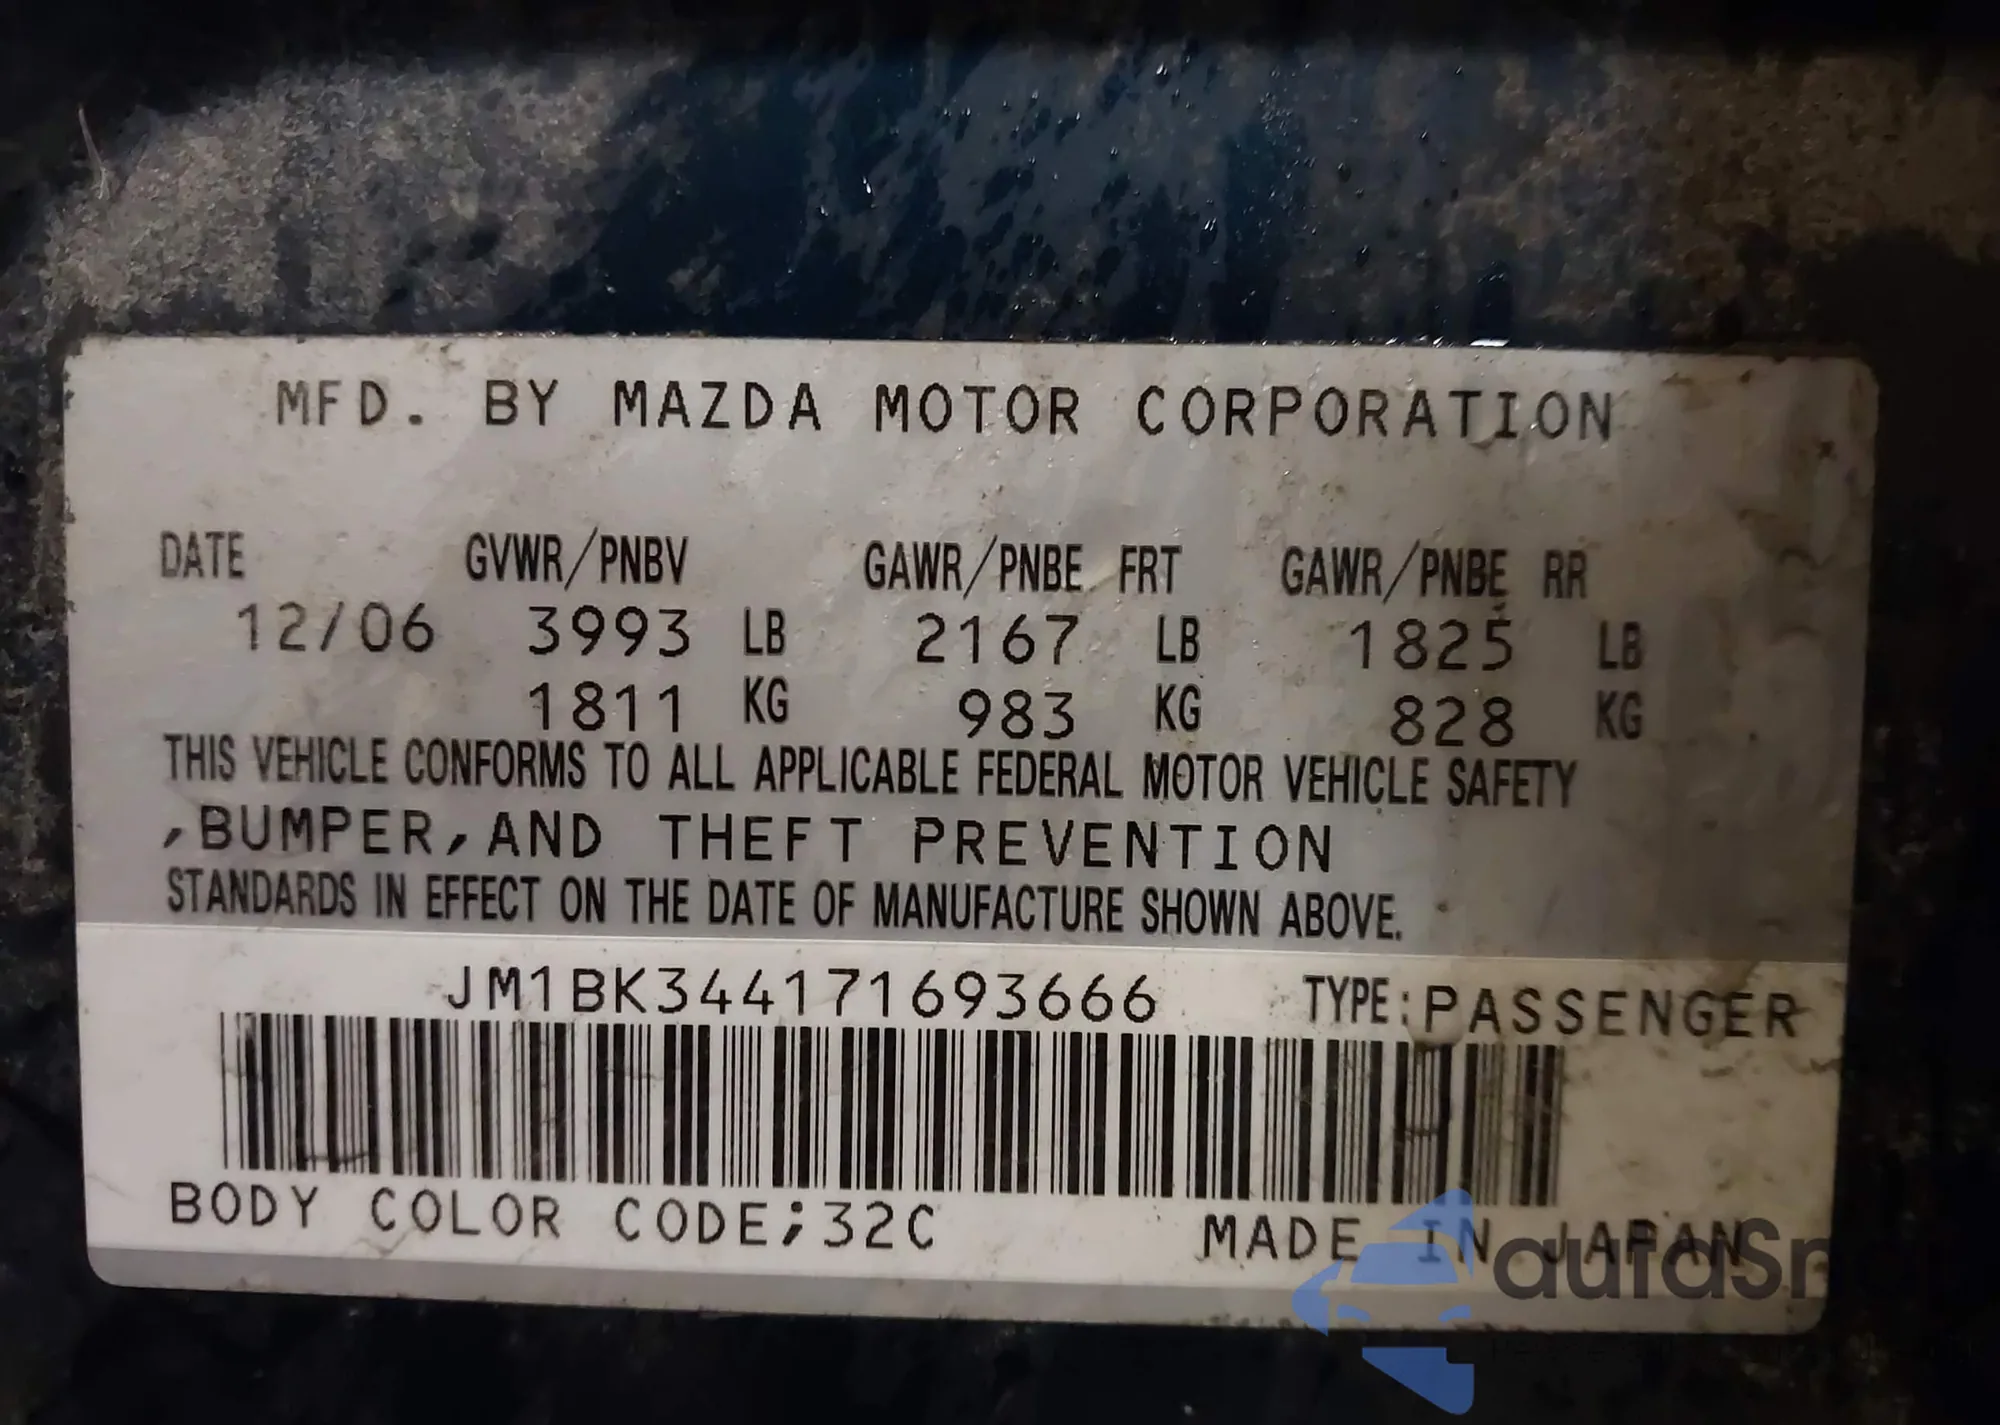 MFD. BY MAZDA MOTOR CORPORATION
DATE GVWR/PNBV GAWR/PNBE FRT GAWR/PNBE RR
12/06 3993 LB 2167 LB 1825 LB
1811 KG 983 KG 828 KG
THIS VEHICLE CONFORMS TO ALL APPLICABLE FEDERAL MOTOR VEHICLE SAFETY
,BUMPER,AND THEFT PREVENTION
STANDARDS IN EFFECT ON THE DATE OF MANUFACTURE SHOWN ABOVE.
JM1BK344171693666 TYPE:PASSENGER
BODY COLOR CODE;32C MADE IN JAPAN